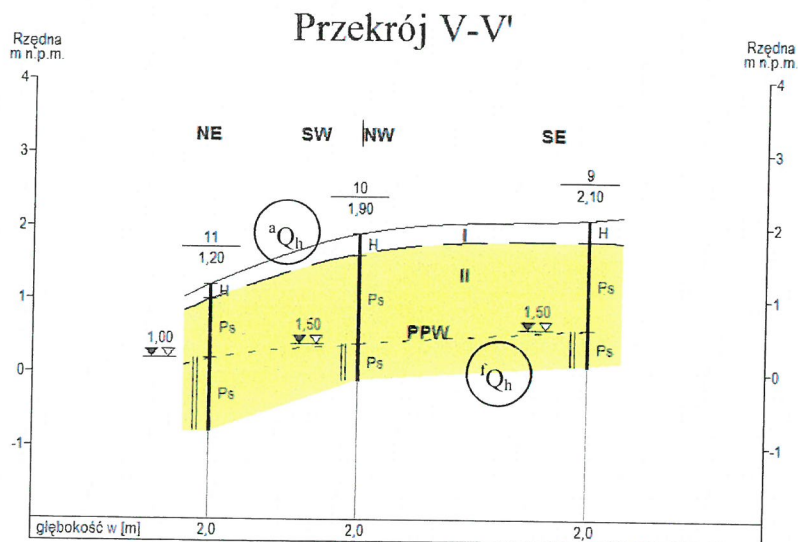 Przekrój V-V'
Rzędna
m n.p.m.
Rzędna
m n.p.m.
4
3
2
1
0
-1
4
3
2
1
0
-1
NE SW NW SE
11
1,20
10
1,90
9
2,10
ᵃQₕ
I
II
H
H
H
Ps
Ps
Ps
1,00
1,50
PPW
1,50
Ps
Ps
Ps
ᶠQₕ
głębokość w [m] 2,0 2,0 2,0